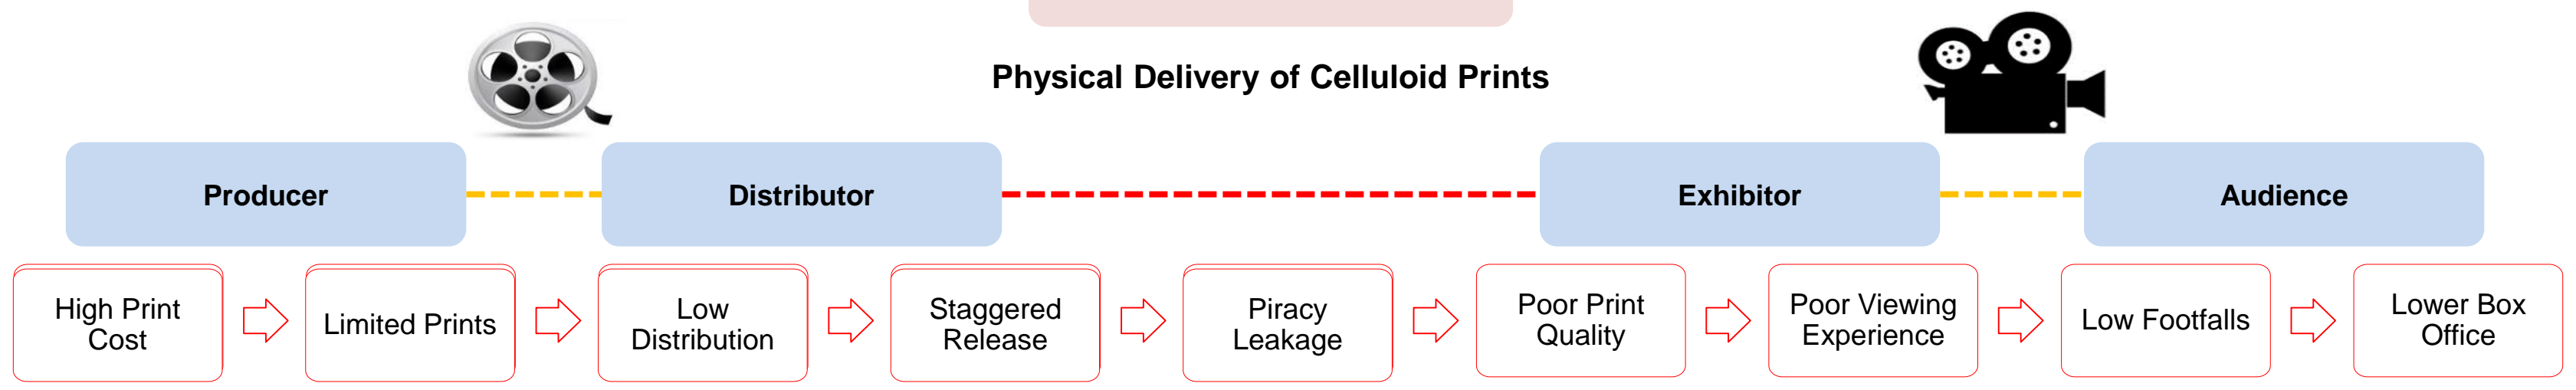 Physical Delivery of Celluloid Prints
Producer
Distributor
Exhibitor
Audience
High Print
Cost
Limited Prints
Low
Distribution
Staggered
Release
Piracy
Leakage
Poor Print
Quality
Poor Viewing
Experience
Low Footfalls
Lower Box
Office